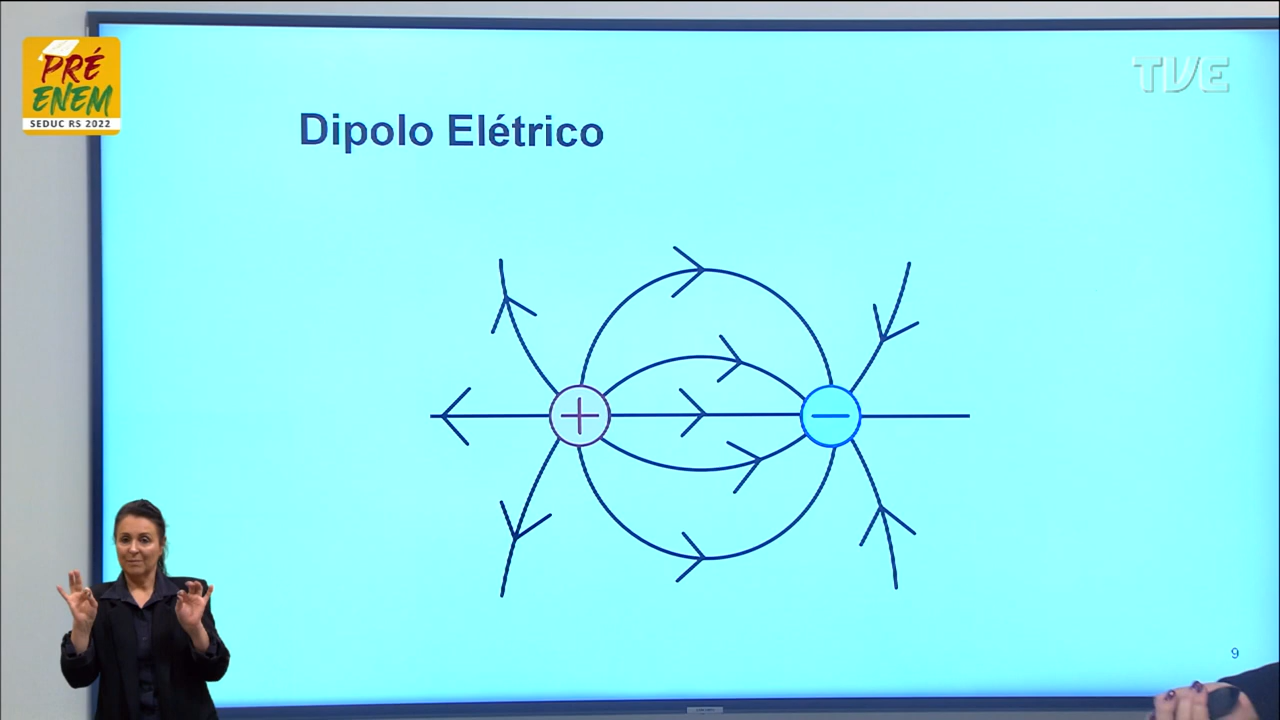 PRÉ
ENEM
SEDUC RS 2022
TVE
Dipolo Elétrico
+
−
9